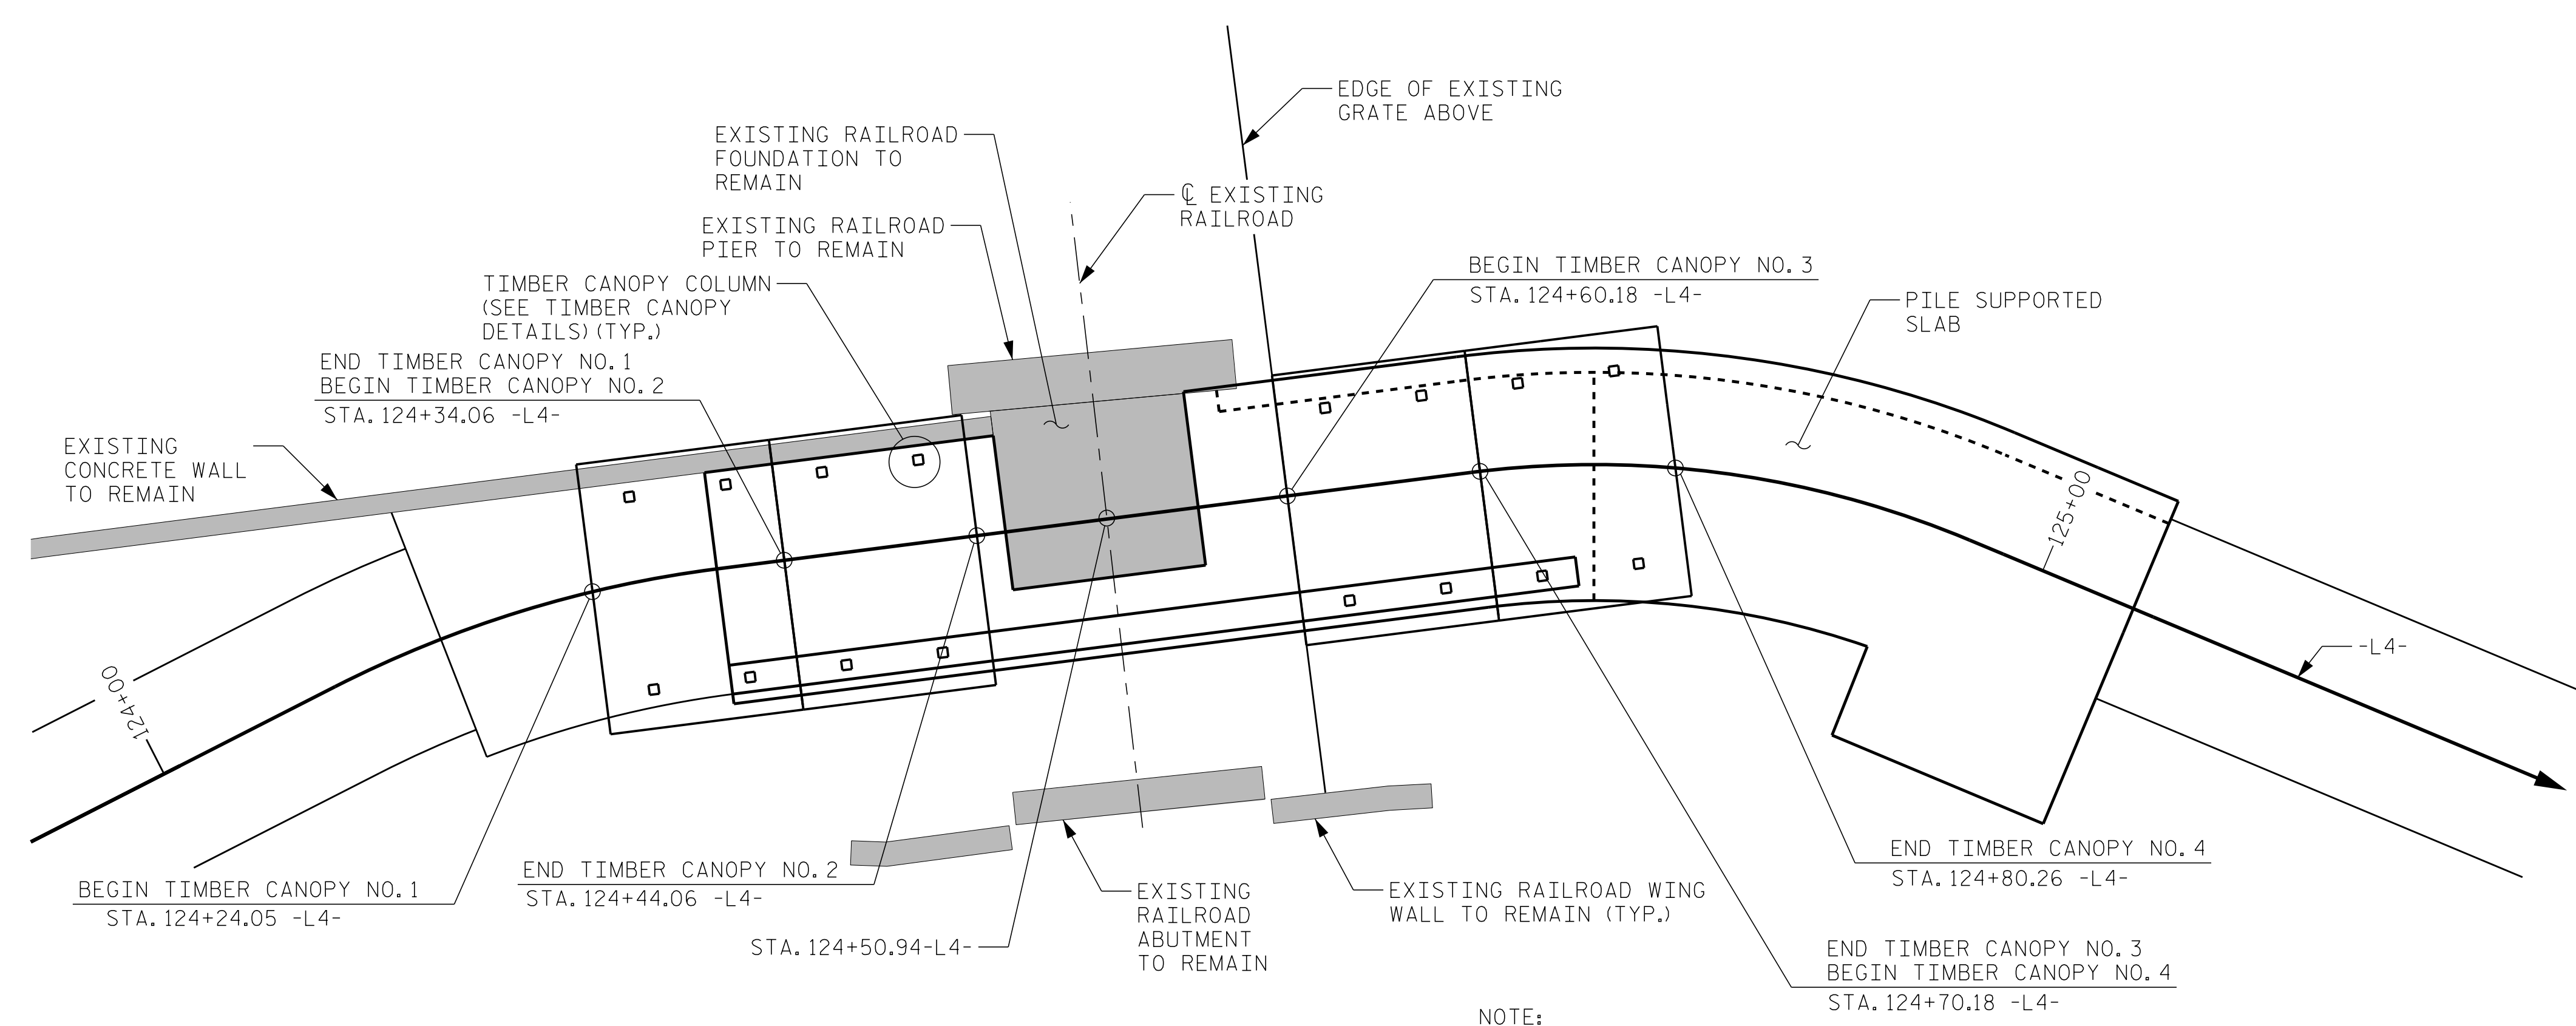 EDGE OF EXISTING
GRATE ABOVE
EXISTING RAILROAD
FOUNDATION TO
REMAIN
℄ EXISTING
RAILROAD
EXISTING RAILROAD
PIER TO REMAIN
TIMBER CANOPY COLUMN
(SEE TIMBER CANOPY
DETAILS)(TYP.)
BEGIN TIMBER CANOPY NO.3
STA.124+60.18 -L4-
PILE SUPPORTED
SLAB
END TIMBER CANOPY NO.1
BEGIN TIMBER CANOPY NO.2
STA.124+34.06 -L4-
EXISTING
CONCRETE WALL
TO REMAIN
125+00
124+00
-L4-
BEGIN TIMBER CANOPY NO.1
STA.124+24.05 -L4-
END TIMBER CANOPY NO.2
STA.124+44.06 -L4-
STA.124+50.94-L4-
EXISTING
RAILROAD
ABUTMENT
TO REMAIN
EXISTING RAILROAD WING
WALL TO REMAIN (TYP.)
END TIMBER CANOPY NO.4
STA.124+80.26 -L4-
END TIMBER CANOPY NO.3
BEGIN TIMBER CANOPY NO.4
STA.124+70.18 -L4-
NOTE: